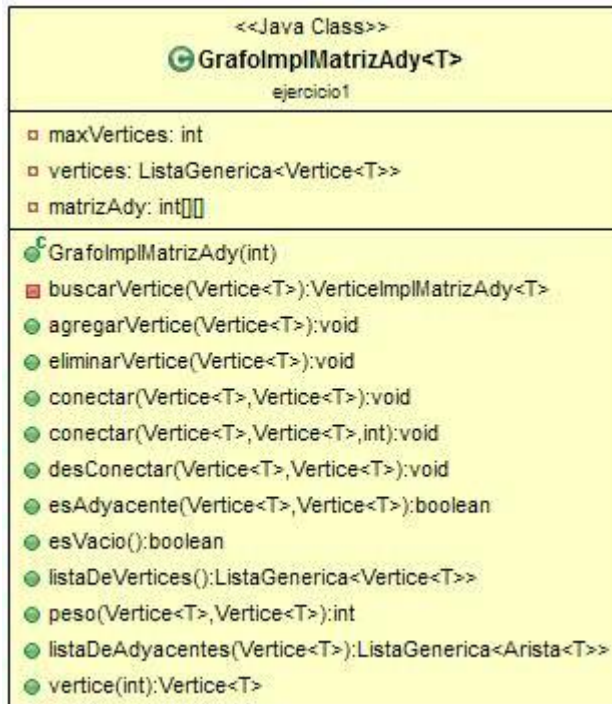 <<Java Class>>
GrafoImplMatrizAdy<T>
ejercicio1
maxVertices: int
vertices: ListaGenerica<Vertice<T>>
matrizAdy: int[][]
GrafoImplMatrizAdy(int)
buscarVertice(Vertice<T>):VerticeImplMatrizAdy<T>
agregarVertice(Vertice<T>):void
eliminarVertice(Vertice<T>):void
conectar(Vertice<T>,Vertice<T>):void
conectar(Vertice<T>,Vertice<T>,int):void
desConectar(Vertice<T>,Vertice<T>):void
esAdyacente(Vertice<T>,Vertice<T>):boolean
esVacio():boolean
listaDeVertices():ListaGenerica<Vertice<T>>
peso(Vertice<T>,Vertice<T>):int
listaDeAdyacentes(Vertice<T>):ListaGenerica<Arista<T>>
vertice(int):Vertice<T>